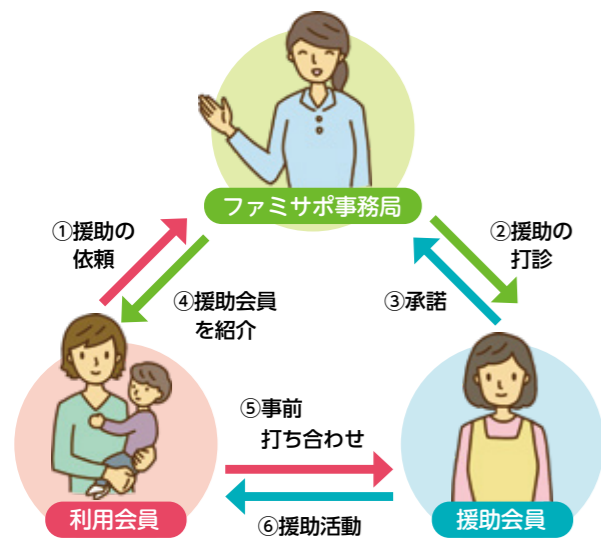 ファミサポ事務局
①援助の
依頼
②援助の
打診
③承諾
④援助会員
を紹介
⑤事前
打ち合わせ
⑥援助活動
利用会員
援助会員